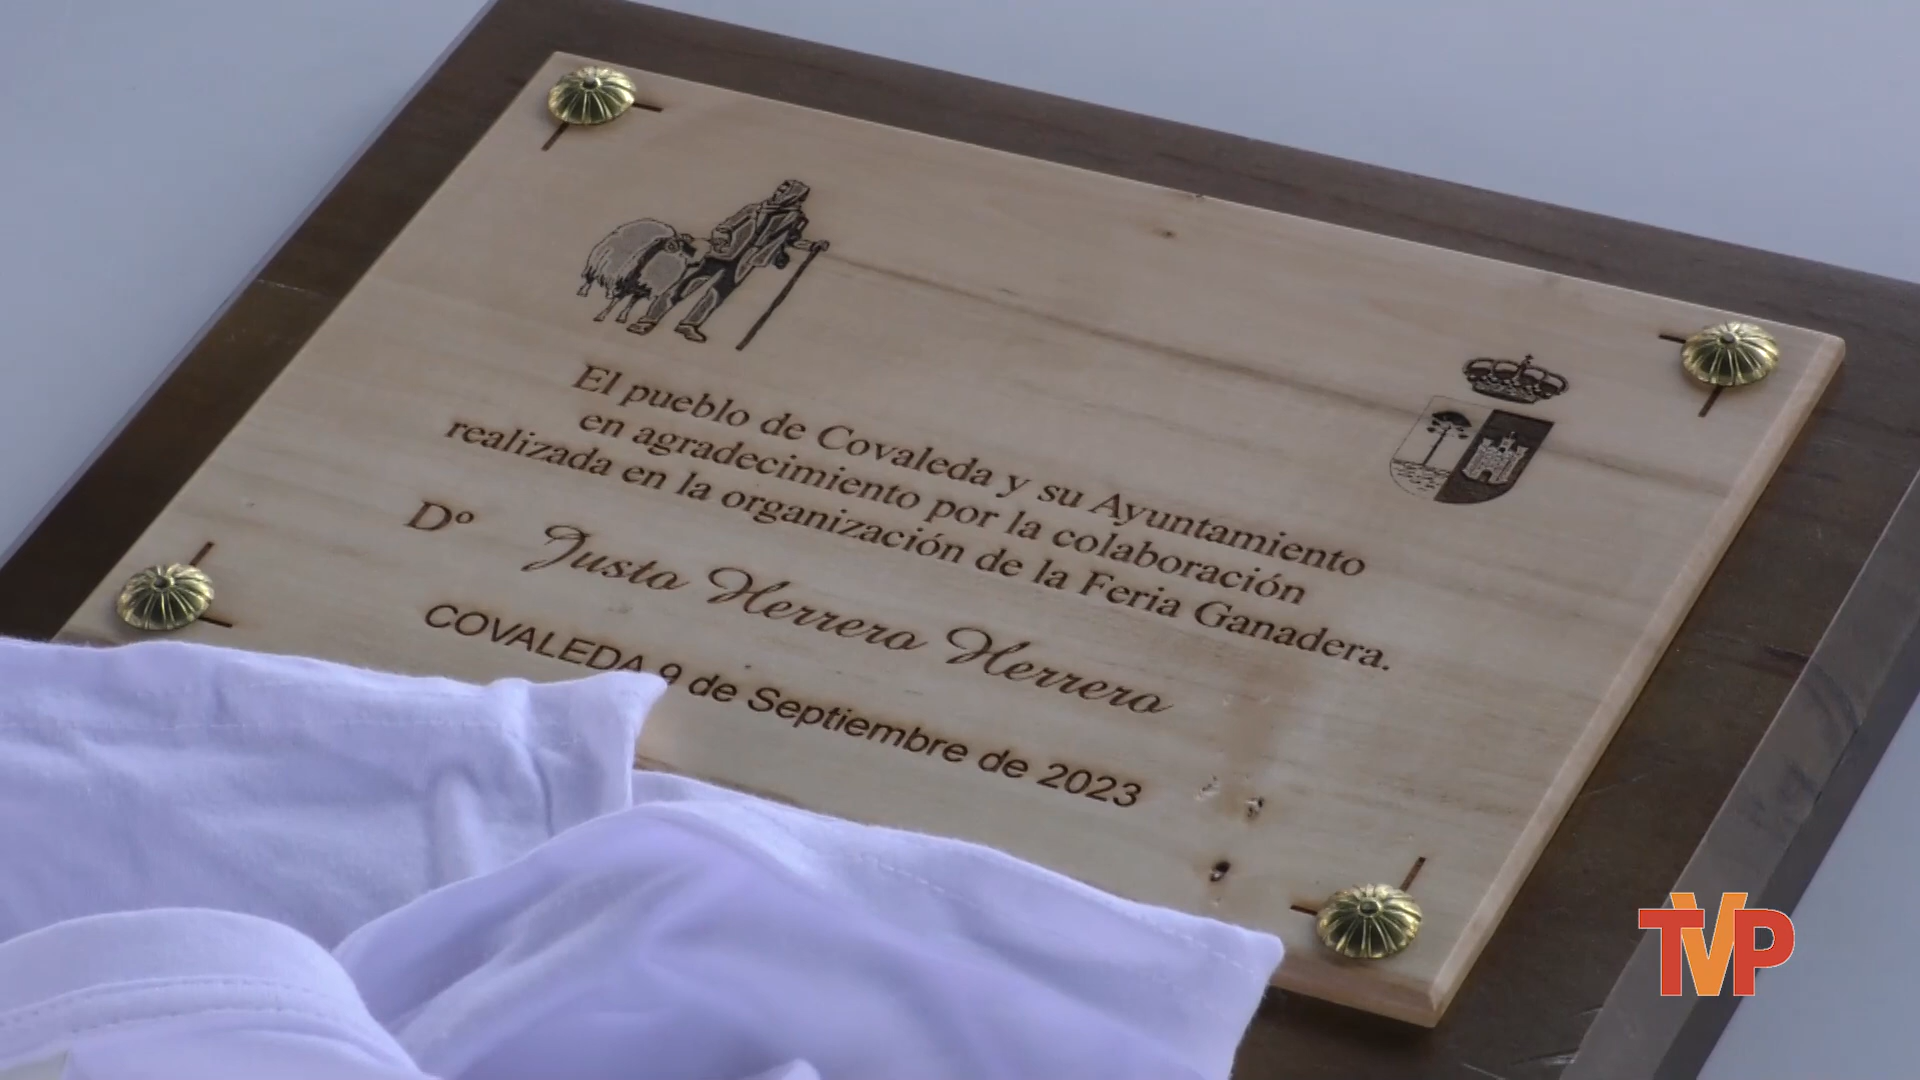 El pueblo de Covaleda y su Ayuntamiento
en agradecimiento por la colaboración
realizada en la organización de la Feria Ganadera.
Dº Justo Herrero Herrero
COVALEDA 9 de Septiembre de 2023
TVP